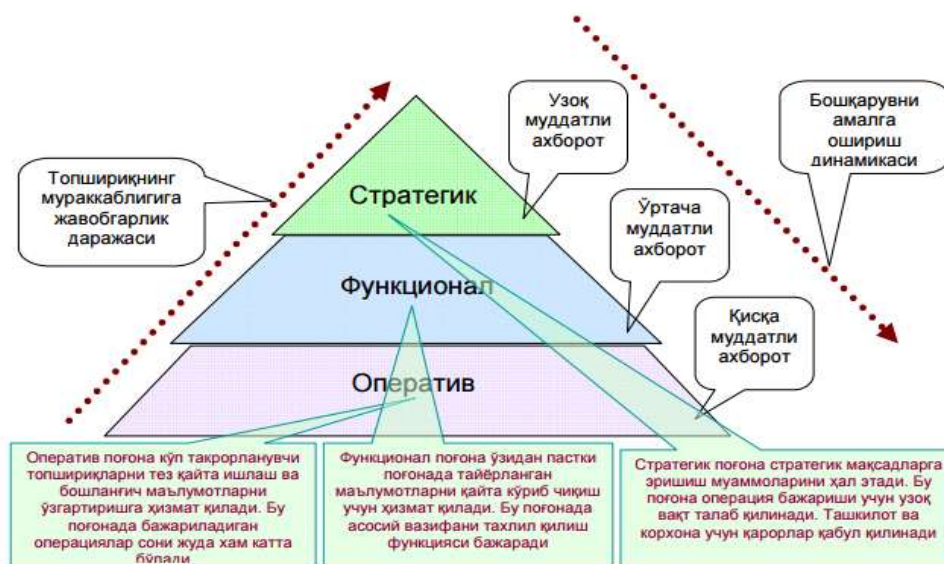 Узоқ
муддатли
ахборот
Бошқарувни
амалга
ошириш
динамикаси
Топшириқнинг
мураккаблигига
жавобгарлик
даражаси
Стратегик
Ўртача
муддатли
ахборот
Функционал
Қисқа
муддатли
ахборот
Оператив
Оператив поғона кўп такрорланувчи
топшириқларни тез қайта ишлаш ва
бошланғич маълумотларни
ўзгартиришга ҳизмат қилади. Бу
поғонада бажариладиган
операциялар сони жуда хам катта
бўлади
Функционал поғона ўзидан пастки
поғонада тайёрланган
маълумотларни қайта кўриб чиқиш
учун ҳизмат қилади. Бу поғонада
асосий вазифани тахлил қилиш
функцияси бажаради
Стратегик поғона стратегик мақсадларга
эришиш муаммоларини ҳал этади. Бу
поғона операция бажариши учун узоқ
вақт талаб қилинади. Ташкилот ва
корхона учун қарорлар қабул қилинади